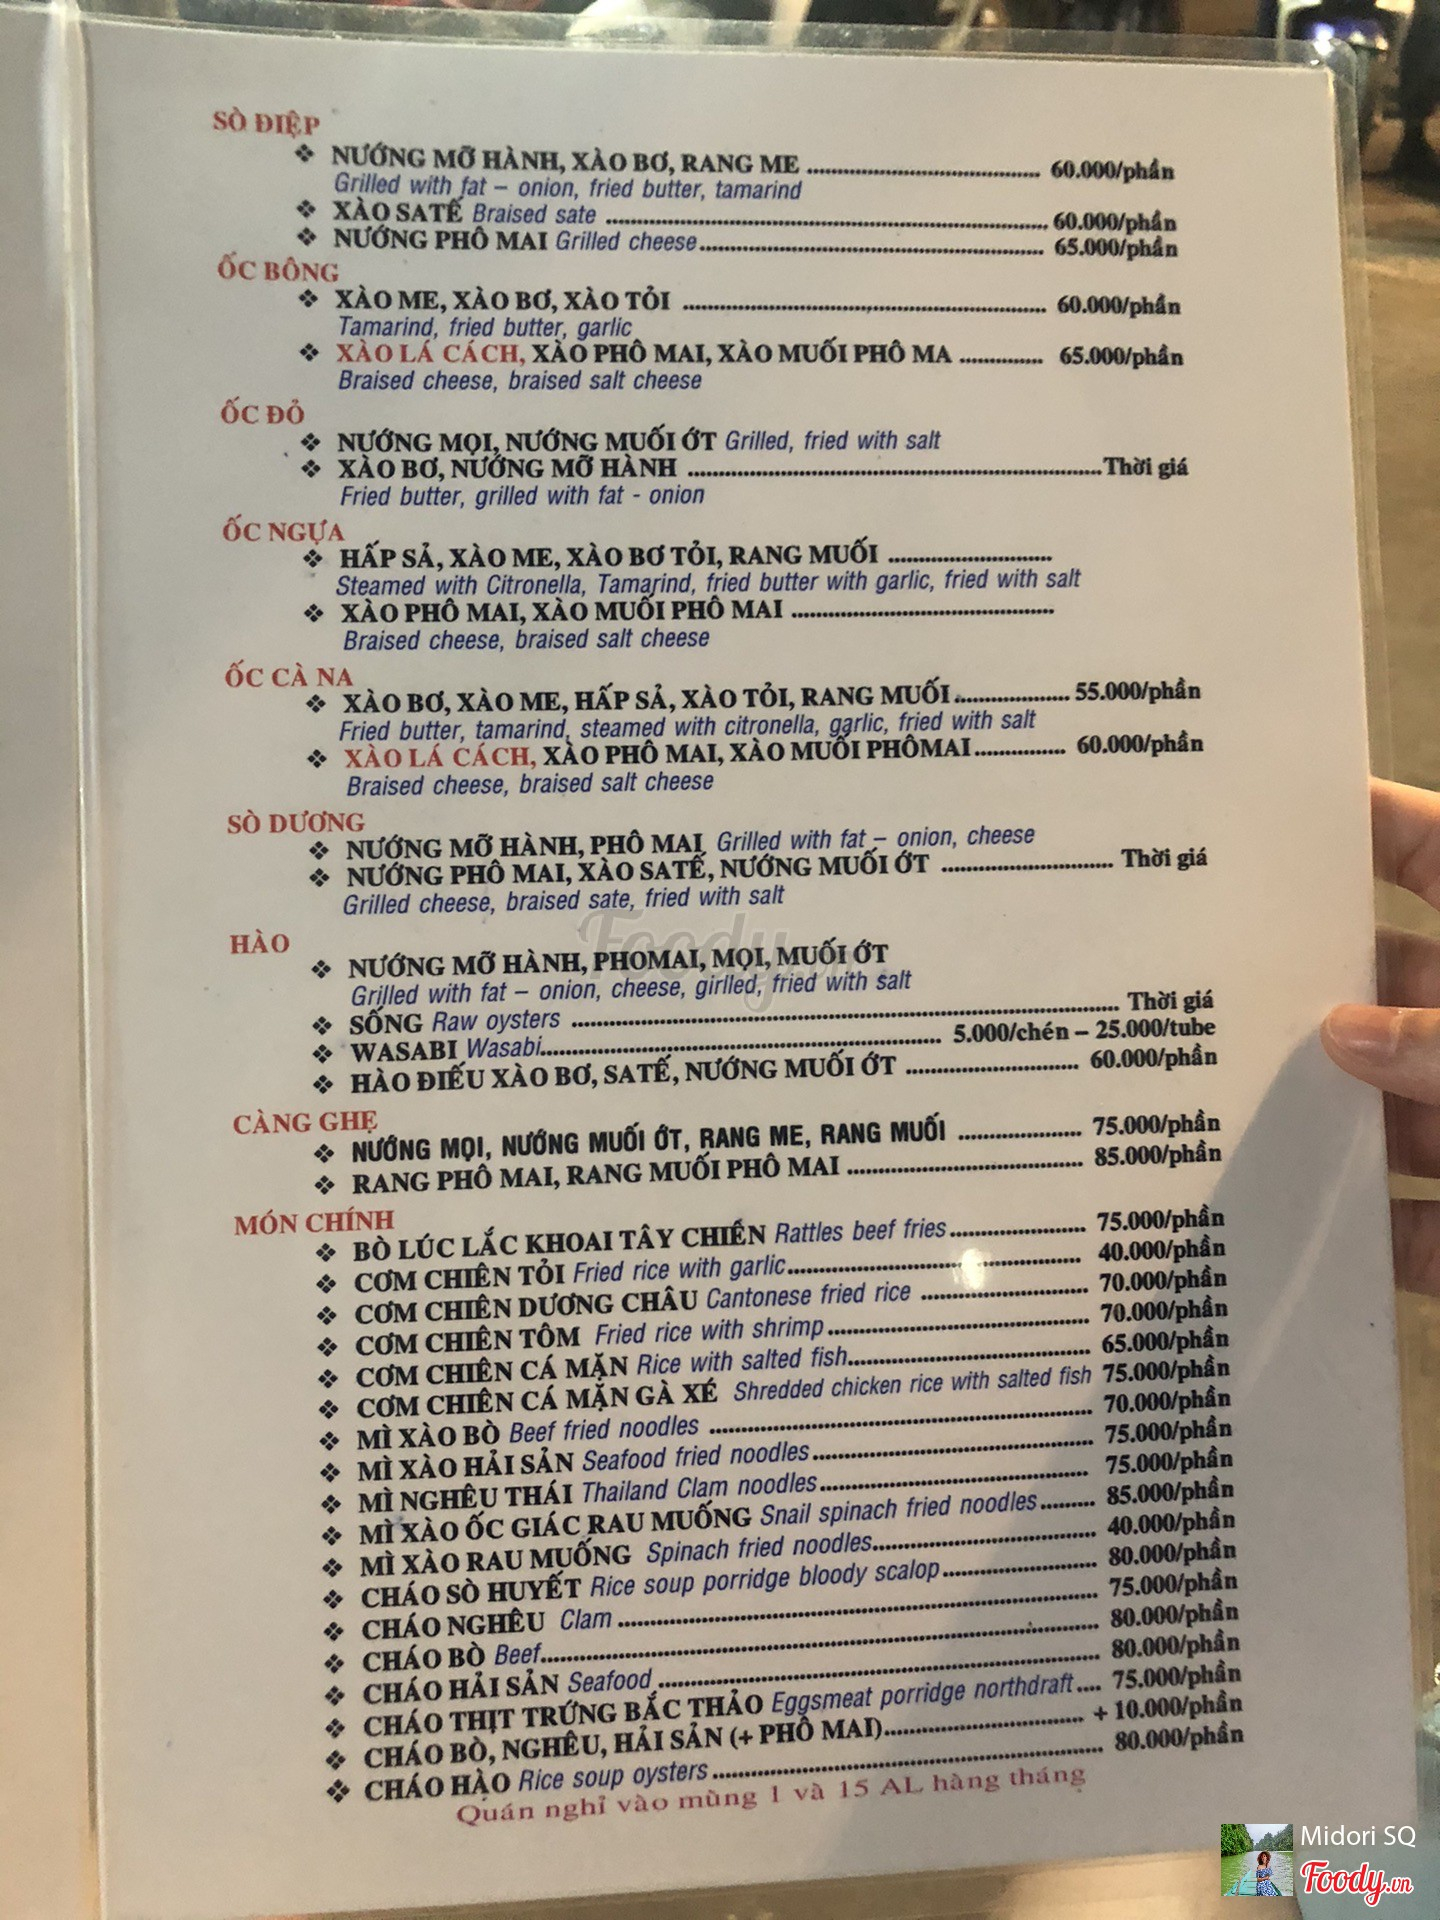 SÒ ĐIỆP
❖ NƯỚNG MỠ HÀNH, XÀO BƠ, RANG ME ........ 60.000/phần
Grilled with fat – onion, fried butter, tamarind
❖ XÀO SATẾ Braised sate ........ 60.000/phần
❖ NƯỚNG PHÔ MAI Grilled cheese ........ 65.000/phần
ỐC BÔNG
❖ XÀO ME, XÀO BƠ, XÀO TỎI ........ 60.000/phần
Tamarind, fried butter, garlic
❖ XÀO LÁ CÁCH, XÀO PHÔ MAI, XÀO MUỐI PHÔ MA ........ 65.000/phần
Braised cheese, braised salt cheese
ỐC ĐỎ
❖ NƯỚNG MỌI, NƯỚNG MUỐI ỚT Grilled, fried with salt
❖ XÀO BƠ, NƯỚNG MỠ HÀNH ........ Thời giá
Fried butter, grilled with fat - onion
ỐC NGỰA
❖ HẤP SẢ, XÀO ME, XÀO BƠ TỎI, RANG MUỐI ........
Steamed with Citronella, Tamarind, fried butter with garlic, fried with salt
❖ XÀO PHÔ MAI, XÀO MUỐI PHÔ MAI ........
Braised cheese, braised salt cheese
ỐC CÀ NA
❖ XÀO BƠ, XÀO ME, HẤP SẢ, XÀO TỎI, RANG MUỐI ........ 55.000/phần
Fried butter, tamarind, steamed with citronella, garlic, fried with salt
❖ XÀO LÁ CÁCH, XÀO PHÔ MAI, XÀO MUỐI PHÔMAI ........ 60.000/phần
Braised cheese, braised salt cheese
SÒ DƯƠNG
❖ NƯỚNG MỠ HÀNH, PHÔ MAI Grilled with fat – onion, cheese
❖ NƯỚNG PHÔ MAI, XÀO SATẾ, NƯỚNG MUỐI ỚT ........ Thời giá
Grilled cheese, braised sate, fried with salt
HÀO
❖ NƯỚNG MỠ HÀNH, PHOMAI, MỌI, MUỐI ỚT
Grilled with fat – onion, cheese, girlled, fried with salt
❖ SỐNG Raw oysters ........ Thời giá
❖ WASABI Wasabi ........ 5.000/chén – 25.000/tube
❖ HÀO ĐIẾU XÀO BƠ, SATẾ, NƯỚNG MUỐI ỚT ........ 60.000/phần
CÀNG GHẸ
❖ NƯỚNG MỌI, NƯỚNG MUỐI ỚT, RANG ME, RANG MUỐI ........ 75.000/phần
❖ RANG PHÔ MAI, RANG MUỐI PHÔ MAI ........ 85.000/phần
MÓN CHÍNH
❖ BÒ LÚC LẮC KHOAI TÂY CHIÊN Rattles beef fries ........ 75.000/phần
❖ CƠM CHIÊN TỎI Fried rice with garlic ........ 40.000/phần
❖ CƠM CHIÊN DƯƠNG CHÂU Cantonese fried rice ........ 70.000/phần
❖ CƠM CHIÊN TÔM Fried rice with shrimp ........ 70.000/phần
❖ CƠM CHIÊN CÁ MẶN Rice with salted fish ........ 65.000/phần
❖ CƠM CHIÊN CÁ MẶN GÀ XÉ Shredded chicken rice with salted fish 75.000/phần
❖ MÌ XÀO BÒ Beef fried noodles ........ 70.000/phần
❖ MÌ XÀO HẢI SẢN Seafood fried noodles ........ 75.000/phần
❖ MÌ NGHÊU THÁI Thailand Clam noodles ........ 75.000/phần
❖ MÌ XÀO ỐC GIÁC RAU MUỐNG Snail spinach fried noodles ........ 85.000/phần
❖ MÌ XÀO RAU MUỐNG Spinach fried noodles ........ 40.000/phần
❖ CHÁO SÒ HUYẾT Rice soup porridge bloody scalop ........ 80.000/phần
❖ CHÁO NGHÊU Clam ........ 75.000/phần
❖ CHÁO BÒ Beef ........ 80.000/phần
❖ CHÁO HẢI SẢN Seafood ........ 80.000/phần
❖ CHÁO THỊT TRỨNG BẮC THẢO Eggsmeat porridge northdraft .... 75.000/phần
❖ CHÁO BÒ, NGHÊU, HẢI SẢN (+ PHÔ MAI) ........ + 10.000/phần
❖ CHÁO HÀO Rice soup oysters ........ 80.000/phần
Quán nghỉ vào mùng 1 và 15 AL hàng tháng
Foody.vn
Midori SQ
Foody.vn